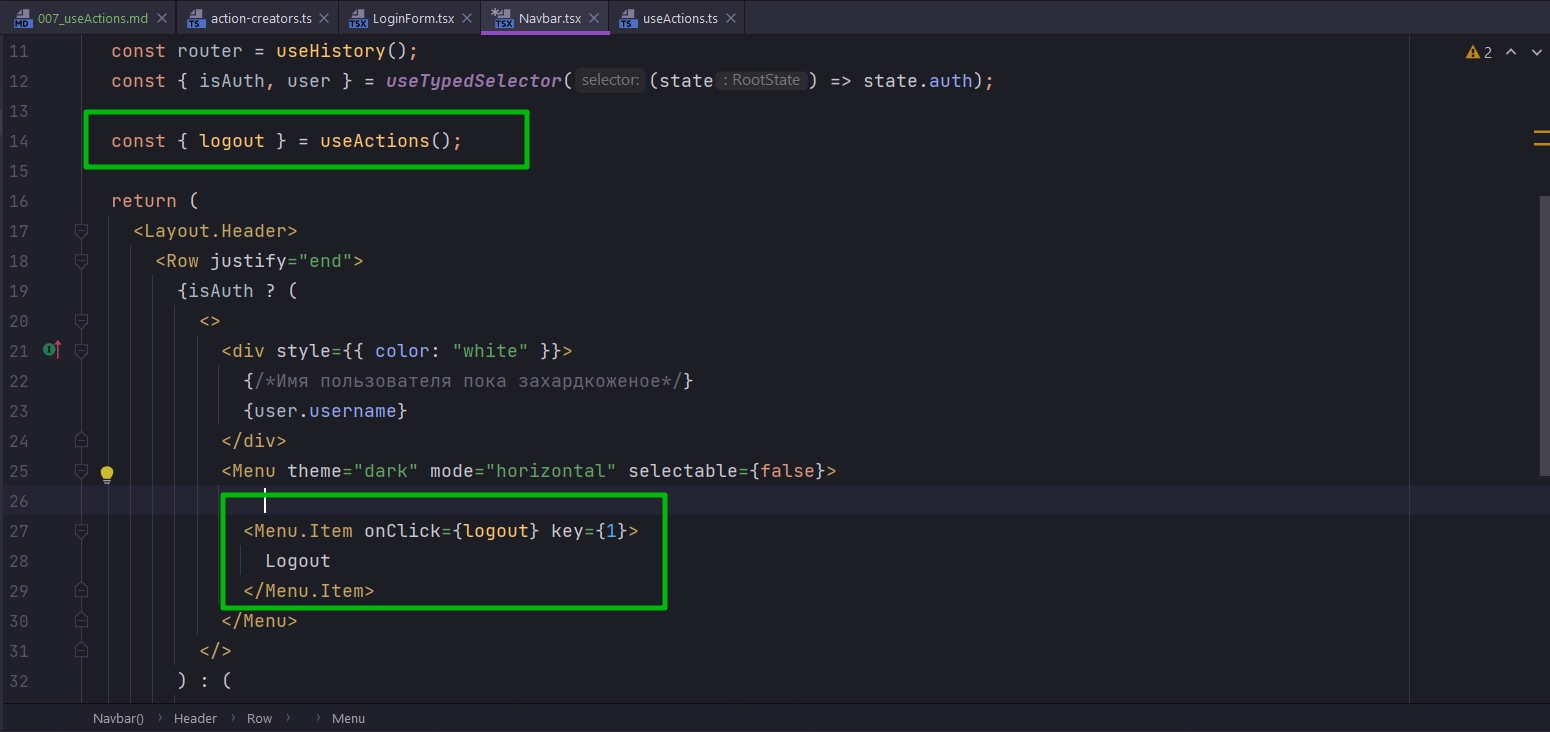 007_useActions.md action-creators.ts LoginForm.tsx Navbar.tsx useActions.ts
11 const router = useHistory();
12 const { isAuth, user } = useTypedSelector( selector: (state : RootState ) => state.auth);
13
14 const { logout } = useActions();
15
16 return (
17 <Layout.Header>
18 <Row justify="end">
19 {isAuth ? (
20 <>
21 <div style={{ color: "white" }}>
22 {/*Имя пользователя пока захардкоженое*/}
23 {user.username}
24 </div>
25 <Menu theme="dark" mode="horizontal" selectable={false}>
26
27 <Menu.Item onClick={logout} key={1}>
28 Logout
29 </Menu.Item>
30 </Menu>
31 </>
32 ) : (
2
Navbar() Header Row Menu